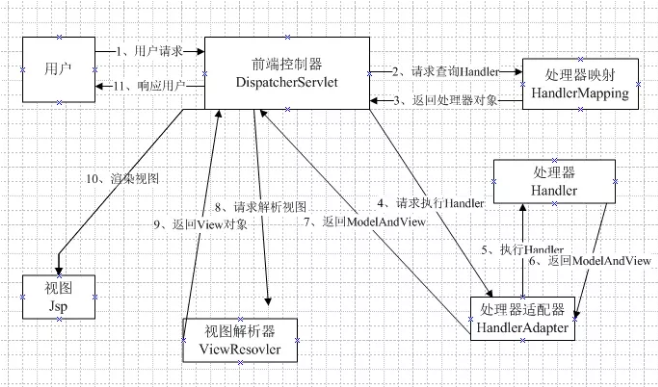 用户
1、用户请求
11、响应用户
前端控制器
DispatcherServlet
2、请求查询Handler
3、返回处理器对象
处理器映射
HandlerMapping
10、渲染视图
9、返回View对象
8、请求解析视图
7、返回ModelAndView
4、请求执行Handler
处理器
Handler
5、执行Handler
6、返回ModelAndView
视图
Jsp
视图解析器
ViewResovler
处理器适配器
HandlerAdapter